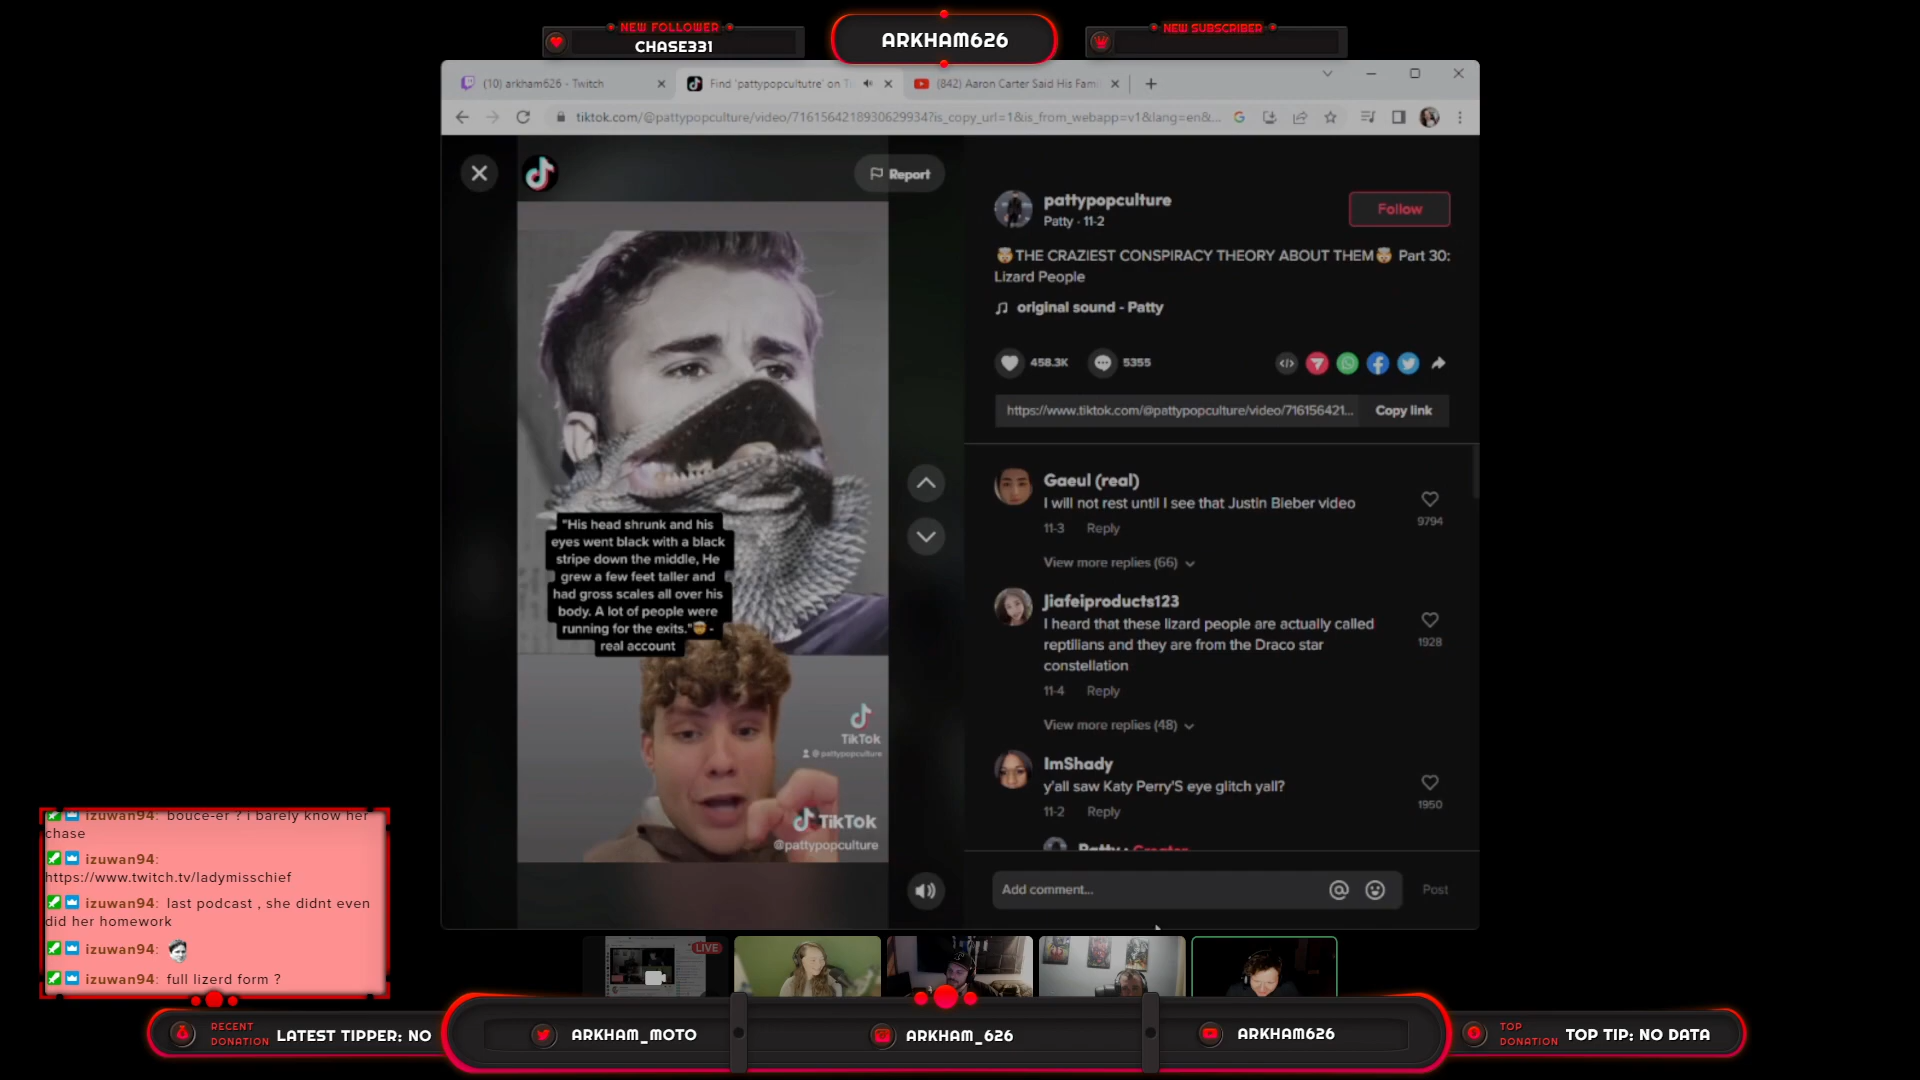 NEW FOLLOWER
CHASE331
ARKHAM626
NEW SUBSCRIBER
(10) arkham626 - Twitch
Find 'pattypopcultutre' on Ti
(842) Aaron Carter Said His Fami
tiktok.com/@pattypopculture/video/7161564218930629934?is_copy_url=1&is_from_webapp=v1&lang=en&...
Report
pattypopculture
Patty · 11-2
Follow
🤯THE CRAZIEST CONSPIRACY THEORY ABOUT THEM🤯 Part 30:
Lizard People
original sound - Patty
458.3K
5355
https://www.tiktok.com/@pattypopculture/video/716156421...
Copy link
"His head shrunk and his
eyes went black with a black
stripe down the middle, He
grew a few feet taller and
had gross scales all over his
body. A lot of people were
running for the exits."🤯 -
real account
TikTok
@pattypopculture
TikTok
@pattypopculture
Gaeul (real)
I will not rest until I see that Justin Bieber video
11-3 Reply
9794
View more replies (66)
Jiafeiproducts123
I heard that these lizard people are actually called
reptilians and they are from the Draco star
constellation
1928
11-4 Reply
View more replies (48)
ImShady
y'all saw Katy Perry'S eye glitch yall?
11-2 Reply
1950
Patty · Creator
Add comment...
Post
izuwan94: bouce-er ? i barely know her
chase
izuwan94:
https://www.twitch.tv/ladymisschief
izuwan94: last podcast , she didnt even
did her homework
izuwan94:
izuwan94: full lizerd form ?
LIVE
RECENT
DONATION
LATEST TIPPER: NO
ARKHAM_MOTO
ARKHAM_626
ARKHAM626
TOP
DONATION
TOP TIP: NO DATA